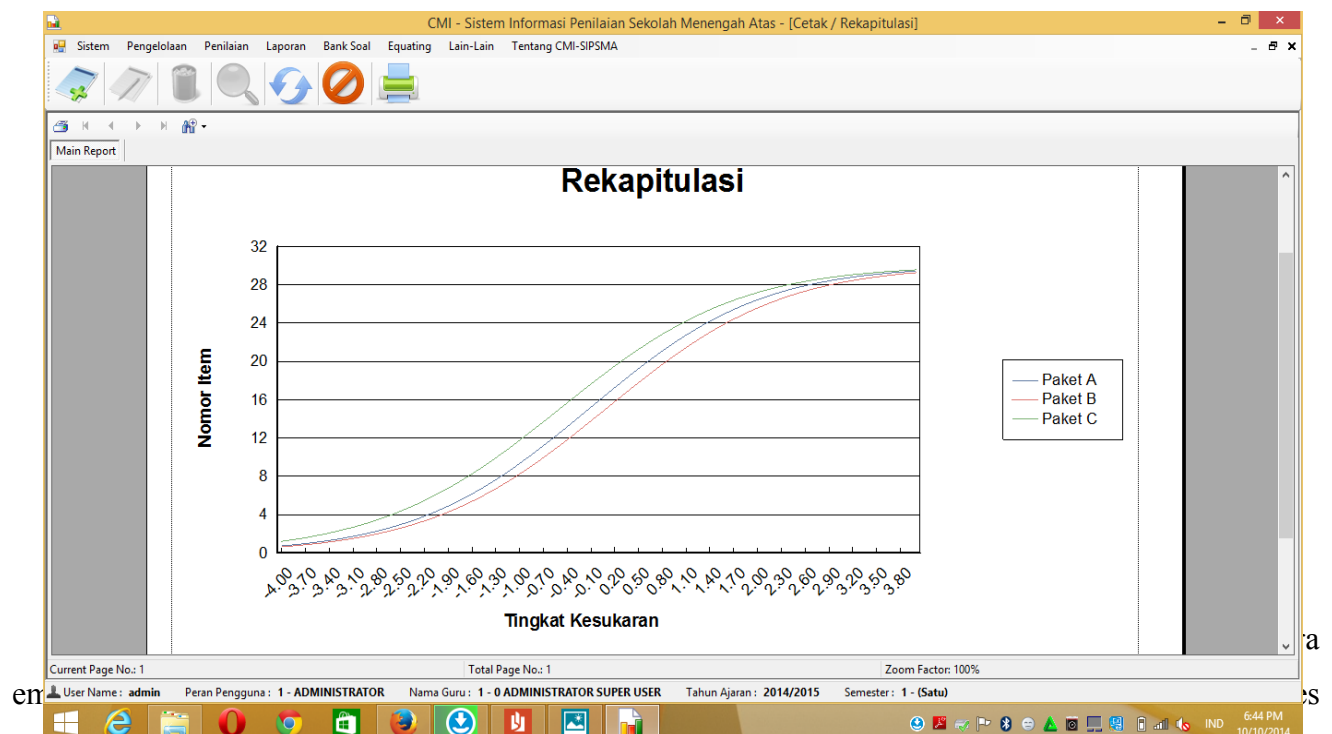 CMI - Sistem Informasi Penilaian Sekolah Menengah Atas - [Cetak / Rekapitulasi]
Sistem Pengelolaan Penilaian Laporan Bank Soal Equating Lain-Lain Tentang CMI-SIPSMA
Main Report
Rekapitulasi
32
28
24
20
16
12
8
4
0
Nomor Item
-4.00 -3.70 -3.40 -3.10 -2.80 -2.50 -2.20 -1.90 -1.60 -1.30 -1.00 -0.70 -0.40 -0.10 0.20 0.50 0.80 1.10 1.40 1.70 2.00 2.30 2.60 2.90 3.20 3.50 3.80
Tingkat Kesukaran
Paket A
Paket B
Paket C
Current Page No.: 1 Total Page No.: 1 Zoom Factor: 100%
User Name : admin Peran Pengguna : 1 - ADMINISTRATOR Nama Guru : 1 - 0 ADMINISTRATOR SUPER USER Tahun Ajaran : 2014/2015 Semester : 1 - (Satu)
IND 6:44 PM
10/10/2014